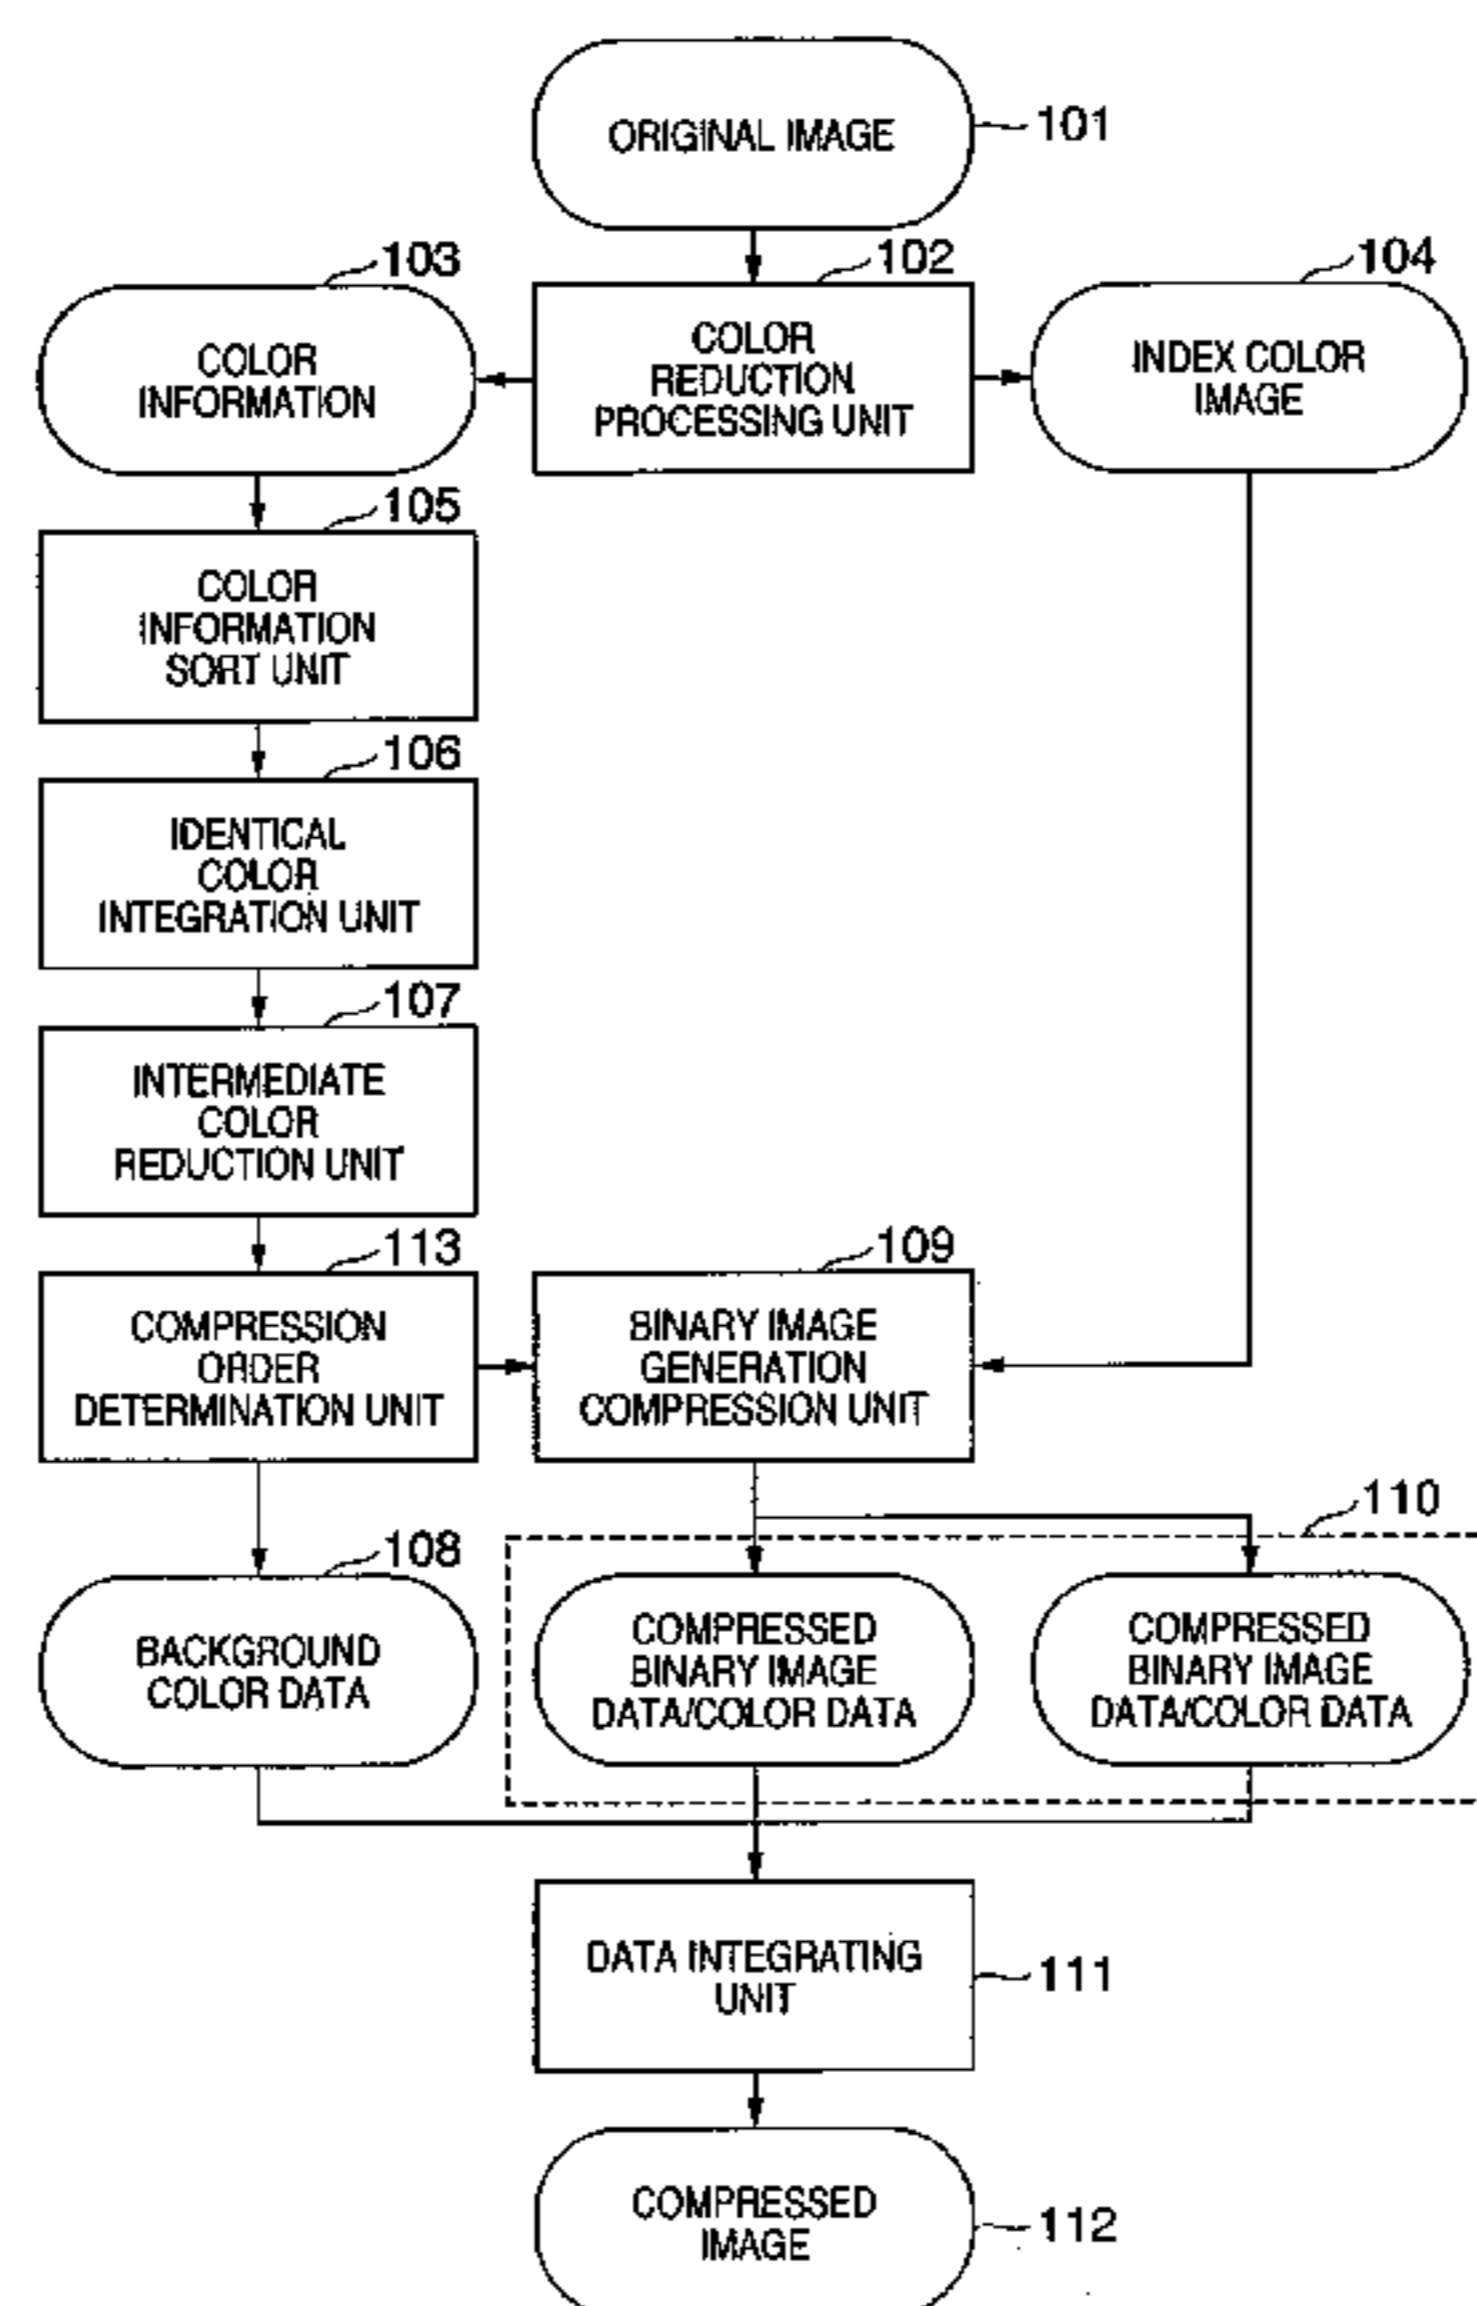 ORIGINAL IMAGE
101
103
102
104
COLOR
INFORMATION
COLOR
REDUCTION
PROCESSING UNIT
INDEX COLOR
IMAGE
105
COLOR
INFORMATION
SORT UNIT
106
IDENTICAL
COLOR
INTEGRATION UNIT
107
INTERMEDIATE
COLOR
REDUCTION UNIT
113
109
COMPRESSION
ORDER
DETERMINATION UNIT
BINARY IMAGE
GENERATION
COMPRESSION UNIT
110
108
BACKGROUND
COLOR DATA
COMPRESSED
BINARY IMAGE
DATA/COLOR DATA
COMPRESSED
BINARY IMAGE
DATA/COLOR DATA
DATA INTEGRATING
UNIT
111
COMPRESSED
IMAGE
112